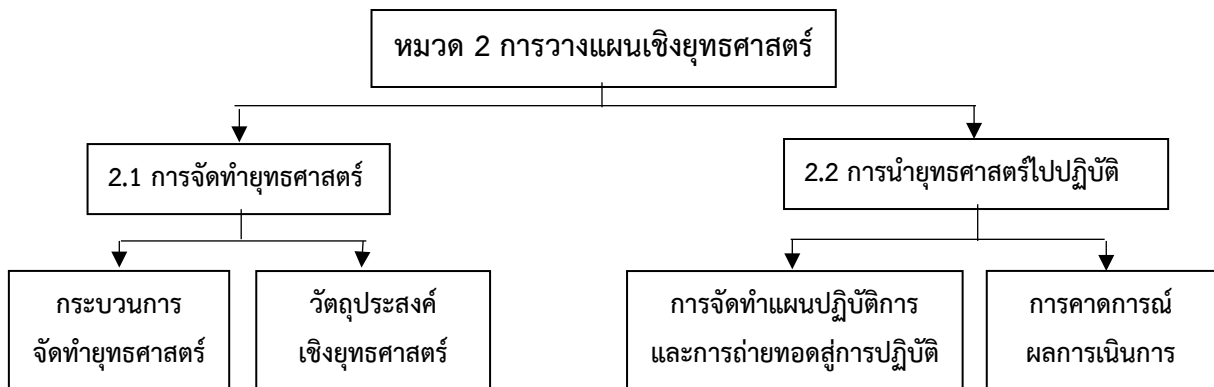 หมวด 2 การวางแผนเชิงยุทธศาสตร์
2.1 การจัดทำยุทธศาสตร์
2.2 การนำยุทธศาสตร์ไปปฏิบัติ
กระบวนการ
จัดทำยุทธศาสตร์
วัตถุประสงค์
เชิงยุทธศาสตร์
การจัดทำแผนปฏิบัติการ
และการถ่ายทอดสู่การปฏิบัติ
การคาดการณ์
ผลการเนินการ